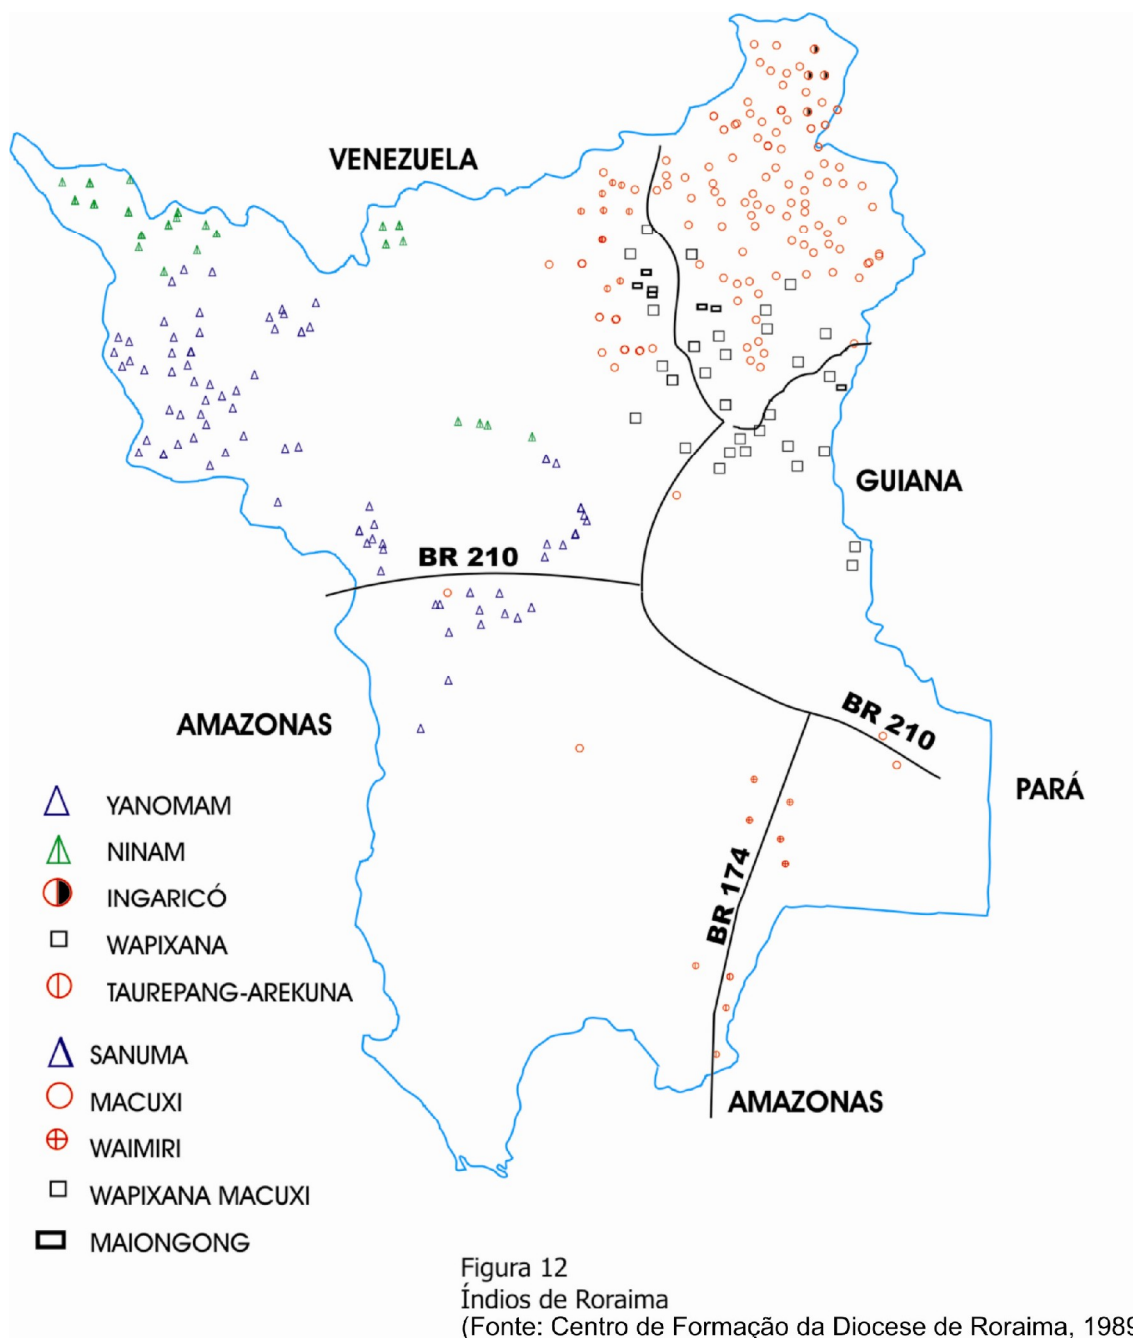 VENEZUELA
GUIANA
BR 210
AMAZONAS
BR 210
PARÁ
BR 174
AMAZONAS
YANOMAM
NINAM
INGARICÓ
WAPIXANA
TAUREPANG-AREKUNA
SANUMA
MACUXI
WAIMIRI
WAPIXANA MACUXI
MAIONGONG
Figura 12
Índios de Roraima
(Fonte: Centro de Formação da Diocese de Roraima, 1989